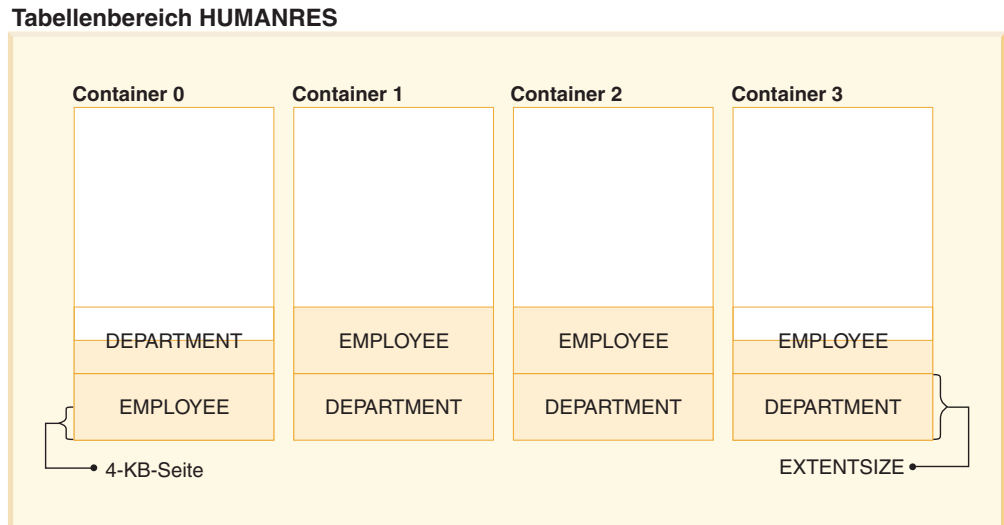 Tabellenbereich HUMANRES
Container 0 Container 1 Container 2 Container 3
DEPARTMENT EMPLOYEE EMPLOYEE EMPLOYEE
EMPLOYEE DEPARTMENT DEPARTMENT DEPARTMENT
4-KB-Seite EXTENTSIZE